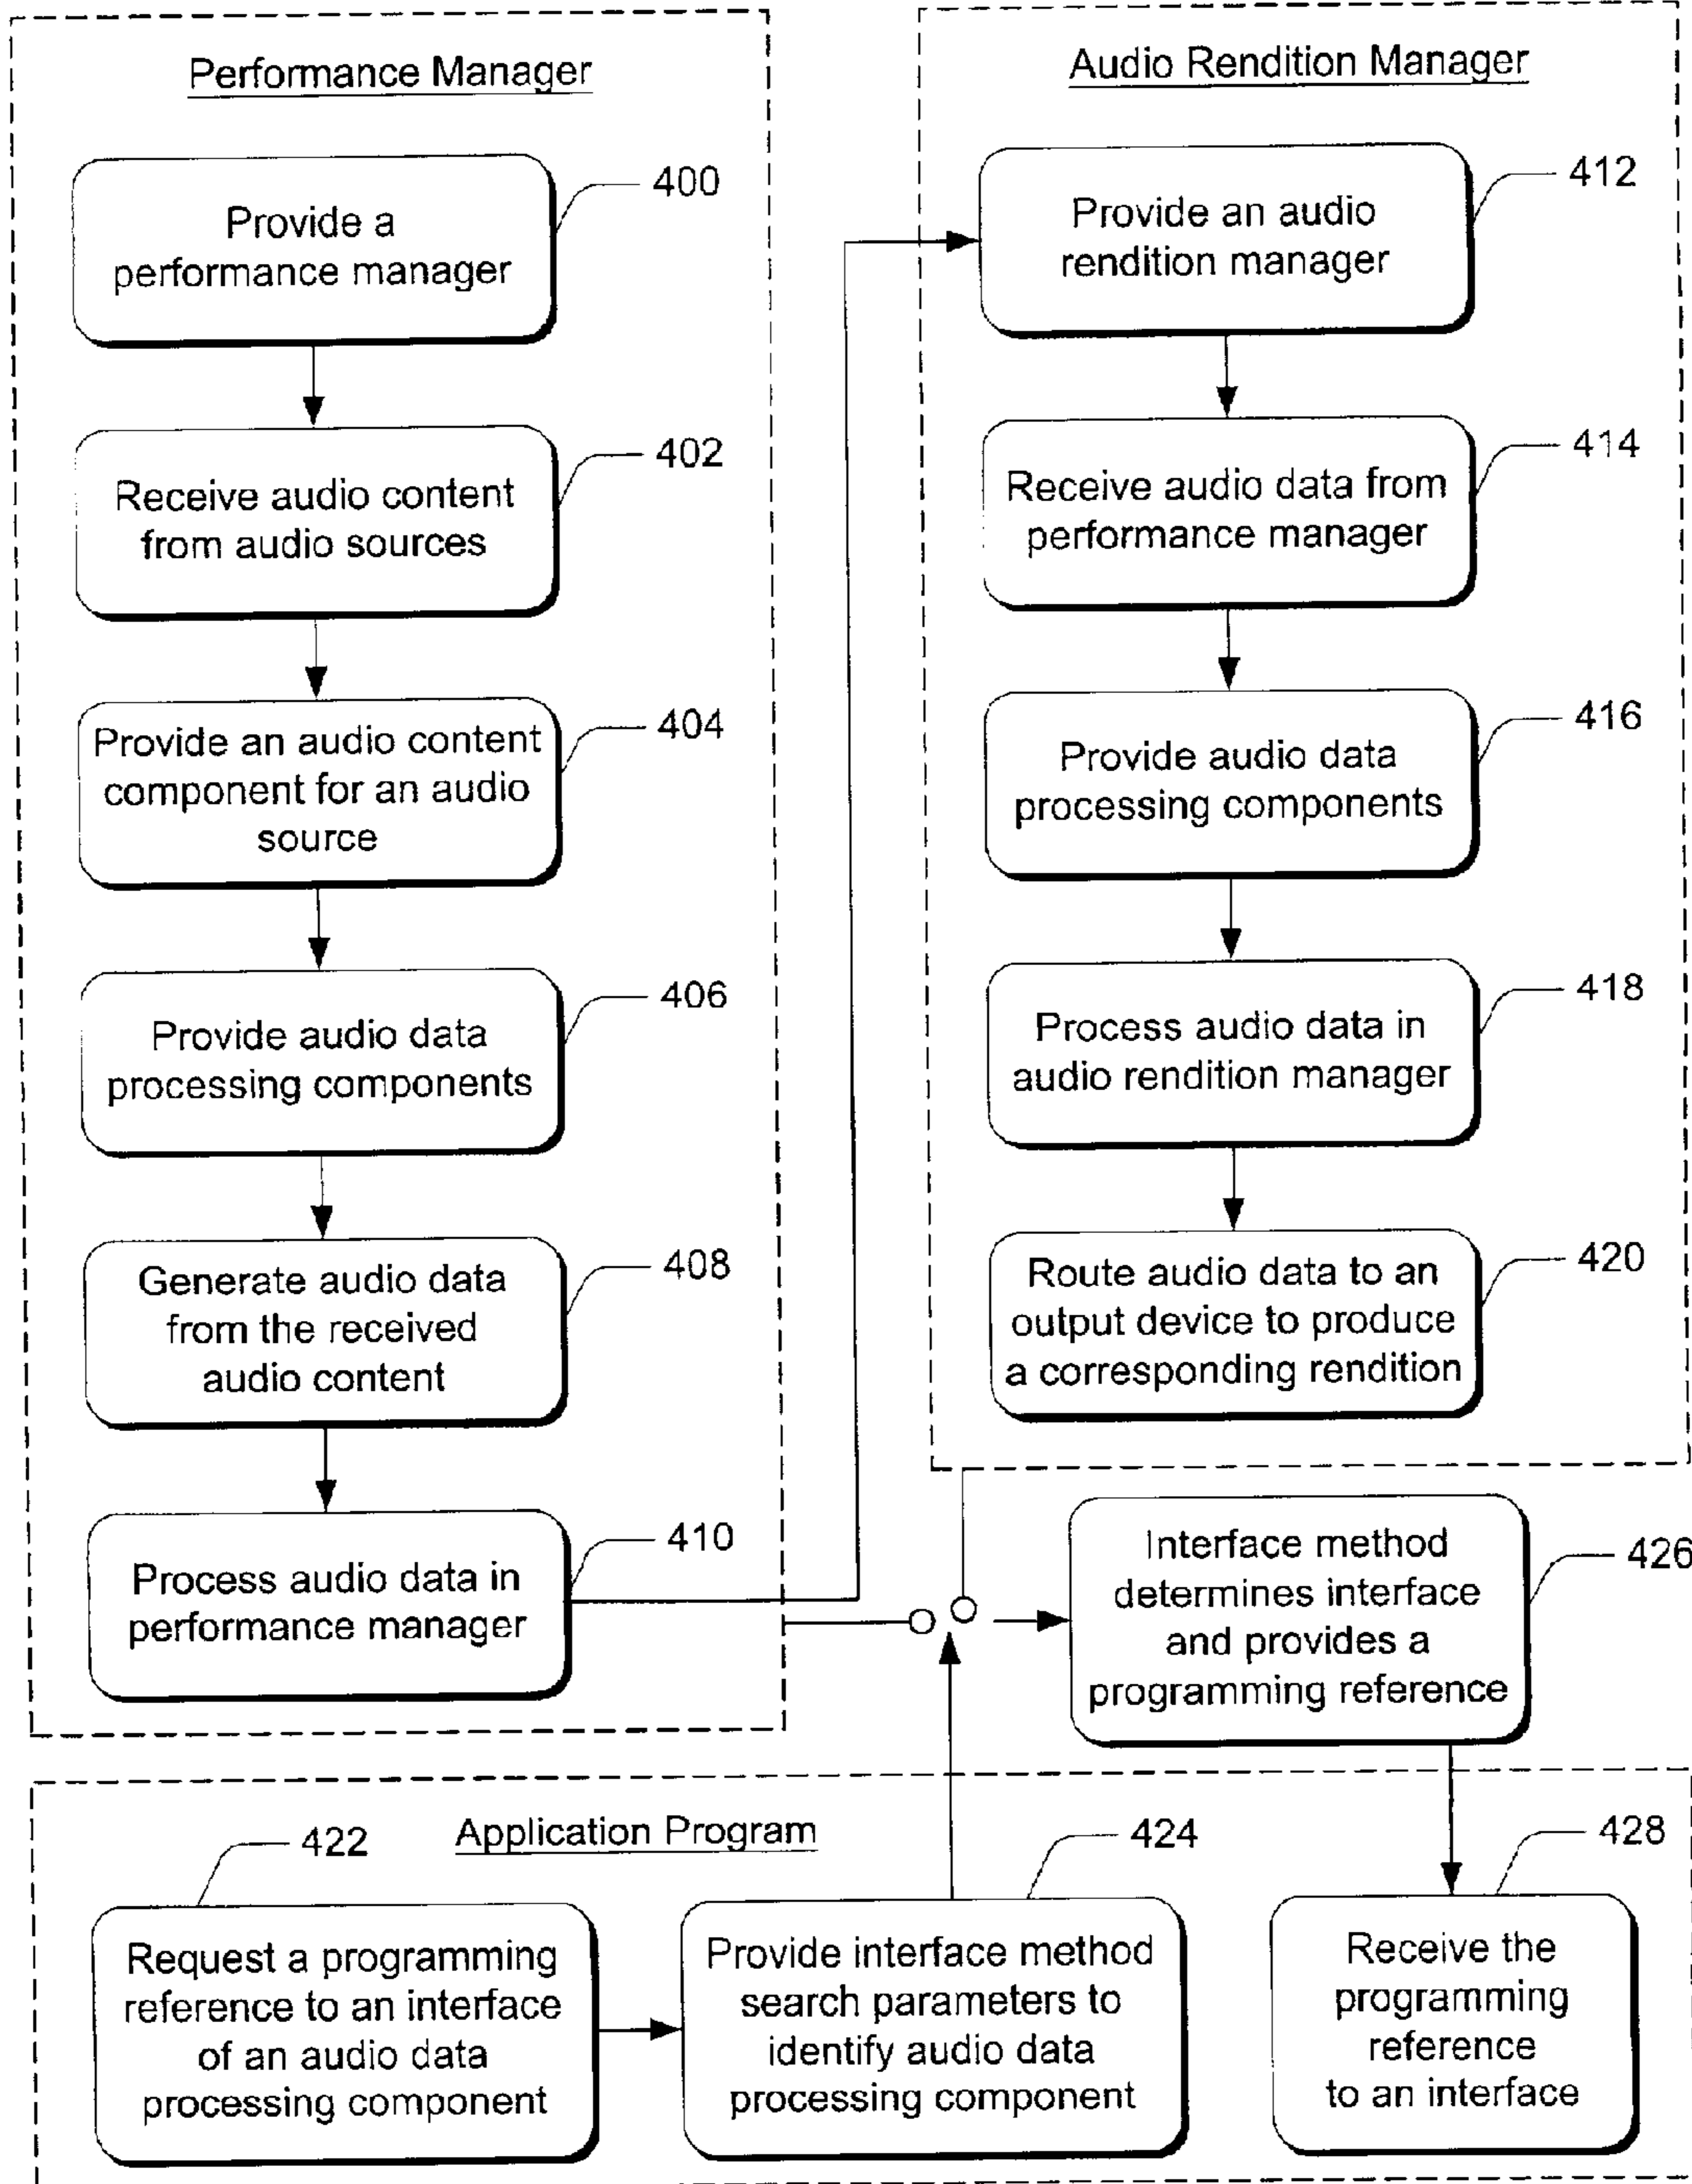 Performance Manager
400
Provide a
performance manager
402
Receive audio content
from audio sources
404
Provide an audio content
component for an audio
source
406
Provide audio data
processing components
408
Generate audio data
from the received
audio content
410
Process audio data in
performance manager
Audio Rendition Manager
412
Provide an audio
rendition manager
414
Receive audio data from
performance manager
416
Provide audio data
processing components
418
Process audio data in
audio rendition manager
420
Route audio data to an
output device to produce
a corresponding rendition
426
Interface method
determines interface
and provides a
programming reference
Application Program
422
Request a programming
reference to an interface
of an audio data
processing component
424
Provide interface method
search parameters to
identify audio data
processing component
428
Receive the
programming
reference
to an interface